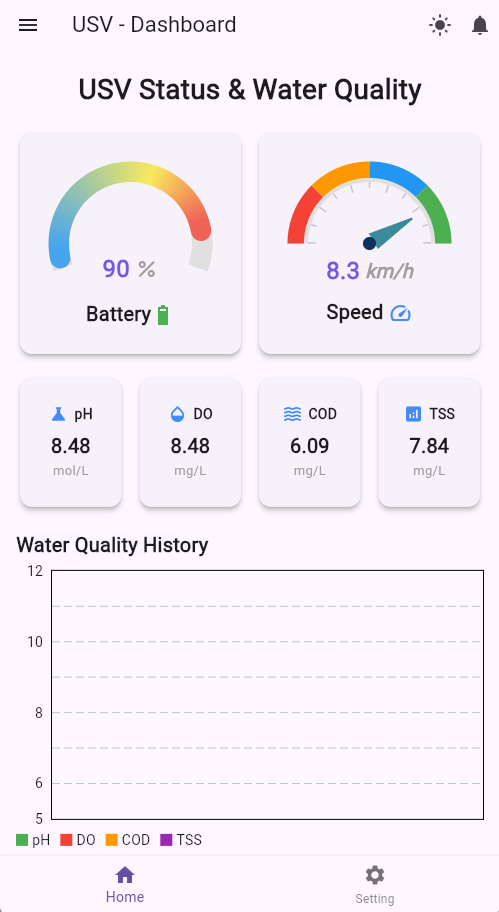 USV - Dashboard
USV Status & Water Quality
90 %
Battery
8.3 km/h
Speed
pH
8.48
mol/L
DO
8.48
mg/L
COD
6.09
mg/L
TSS
7.84
mg/L
Water Quality History
12
10
8
6
5
pH DO COD TSS
Home
Setting